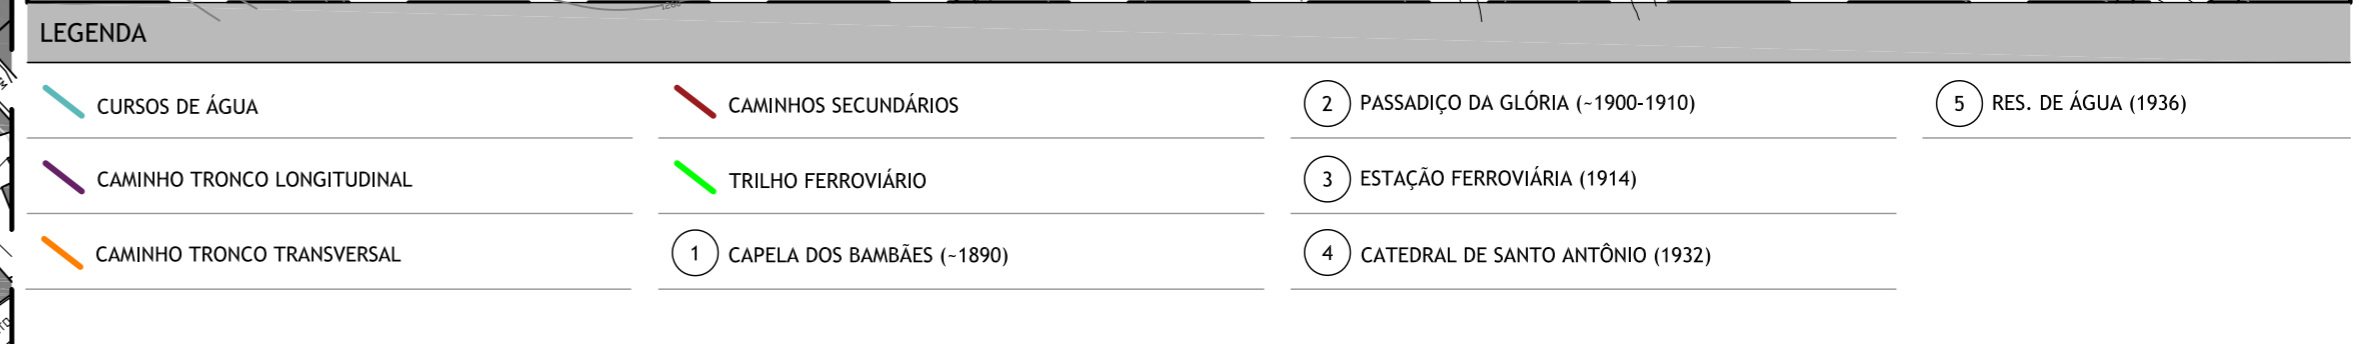 LEGENDA
CURSOS DE ÁGUA
CAMINHO TRONCO LONGITUDINAL
CAMINHO TRONCO TRANSVERSAL
CAMINHOS SECUNDÁRIOS
TRILHO FERROVIÁRIO
1 CAPELA DOS BAMBÃES (~1890)
2 PASSADIÇO DA GLÓRIA (~1900-1910)
3 ESTAÇÃO FERROVIÁRIA (1914)
4 CATEDRAL DE SANTO ANTÔNIO (1932)
5 RES. DE ÁGUA (1936)